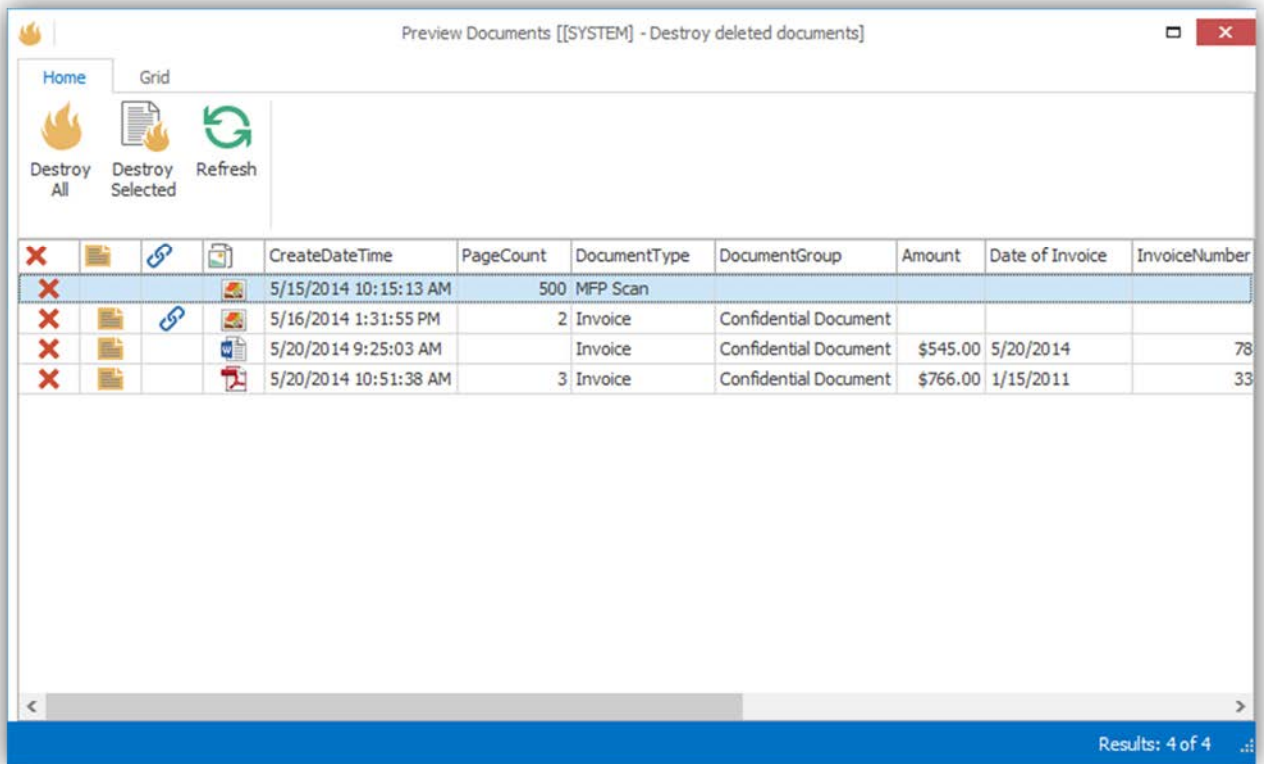 Preview Documents [[SYSTEM] - Destroy deleted documents]
Home Grid
Destroy All Destroy Selected Refresh
CreateDateTime PageCount DocumentType DocumentGroup Amount Date of Invoice InvoiceNumber
5/15/2014 10:15:13 AM 500 MFP Scan
5/16/2014 1:31:55 PM 2 Invoice Confidential Document
5/20/2014 9:25:03 AM Invoice Confidential Document $545.00 5/20/2014 78
5/20/2014 10:51:38 AM 3 Invoice Confidential Document $766.00 1/15/2011 33
Results: 4 of 4